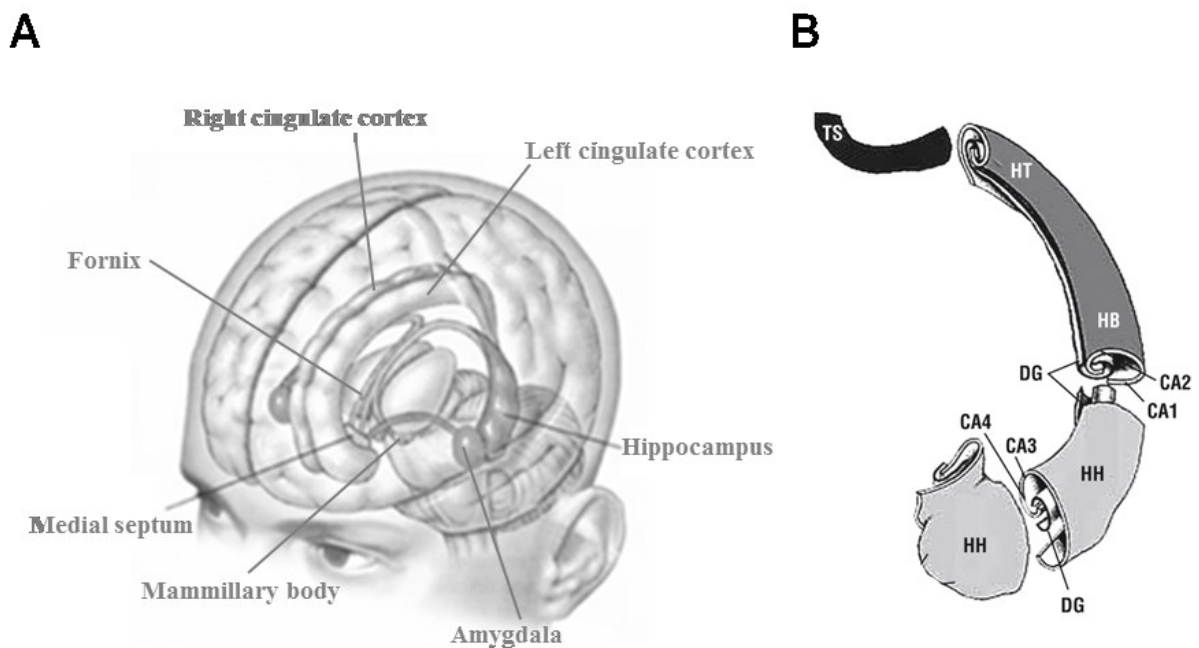 A
B
Right cingulate cortex
Left cingulate cortex
Fornix
Hippocampus
Medial septum
Mammillary body
Amygdala
TS
HT
HB
DG
CA2
CA1
CA4
CA3
HH
HH
DG